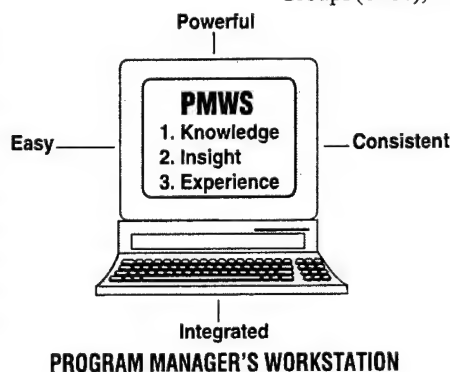 Powerful
PMWS
1. Knowledge
2. Insight
3. Experience
Easy
Consistent
Integrated
PROGRAM MANAGER'S WORKSTATION